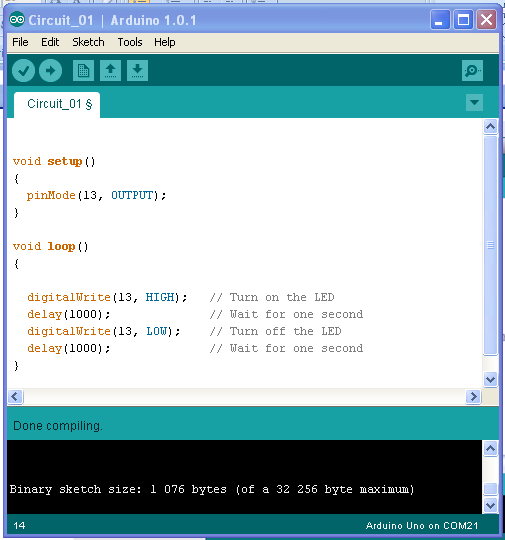 Circuit_01 | Arduino 1.0.1
File Edit Sketch Tools Help
Circuit_01 §
void setup()
{
  pinMode(13, OUTPUT);
}
void loop()
{
  digitalWrite(13, HIGH);   // Turn on the LED
  delay(1000);              // Wait for one second
  digitalWrite(13, LOW);    // Turn off the LED
  delay(1000);              // Wait for one second
}
Done compiling.
Binary sketch size: 1 076 bytes (of a 32 256 byte maximum)
14 Arduino Uno on COM21